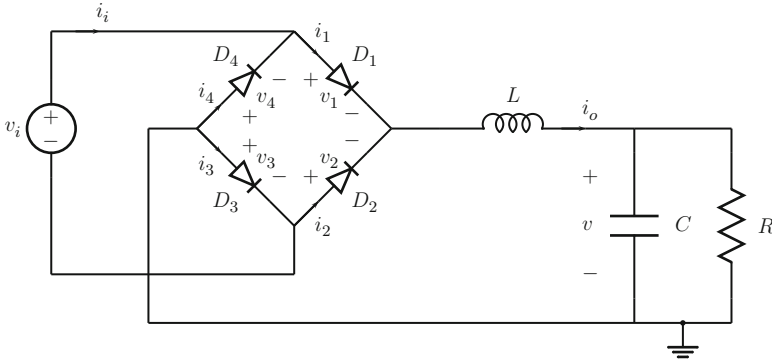 i_i
i_1
D_4
D_1
−
+
i_4
v_4
v_1
L
i_o
+
−
v_i
+
−
+
−
i_3
v_3
v_2
−
+
+
D_3
D_2
i_2
v
C
R
−